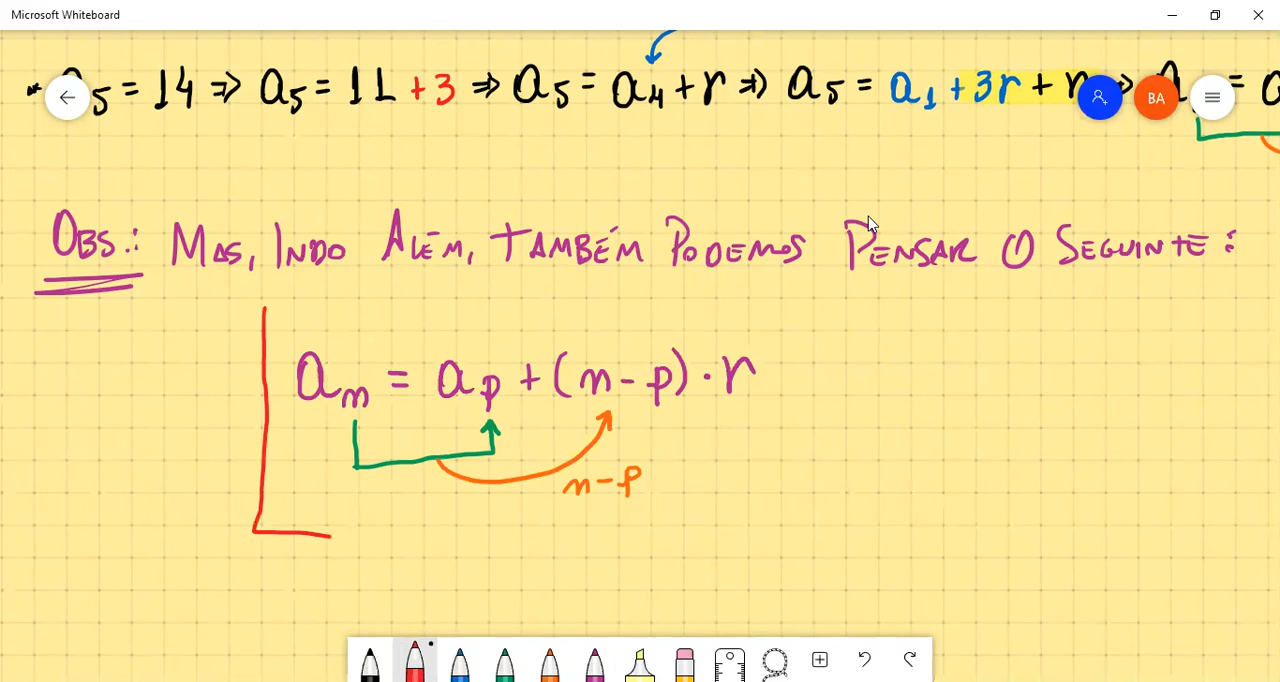 Microsoft Whiteboard
a5 = 14 ⇒ a5 = 11 +3 ⇒ a5 = a4 + r ⇒ a5 = a1 + 3r + r ⇒
BA
OBS.: MAS, INDO ALÉM, TAMBÉM PODEMOS PENSAR O SEGUINTE:
an = ap + (n - p) · r
n - p